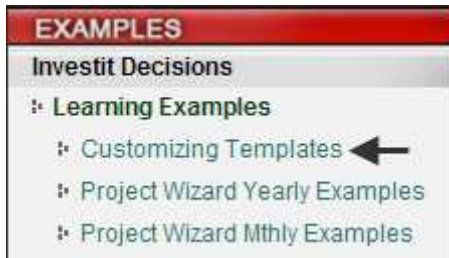 EXAMPLES
Investit Decisions
Learning Examples
Customizing Templates
Project Wizard Yearly Examples
Project Wizard Mthly Examples